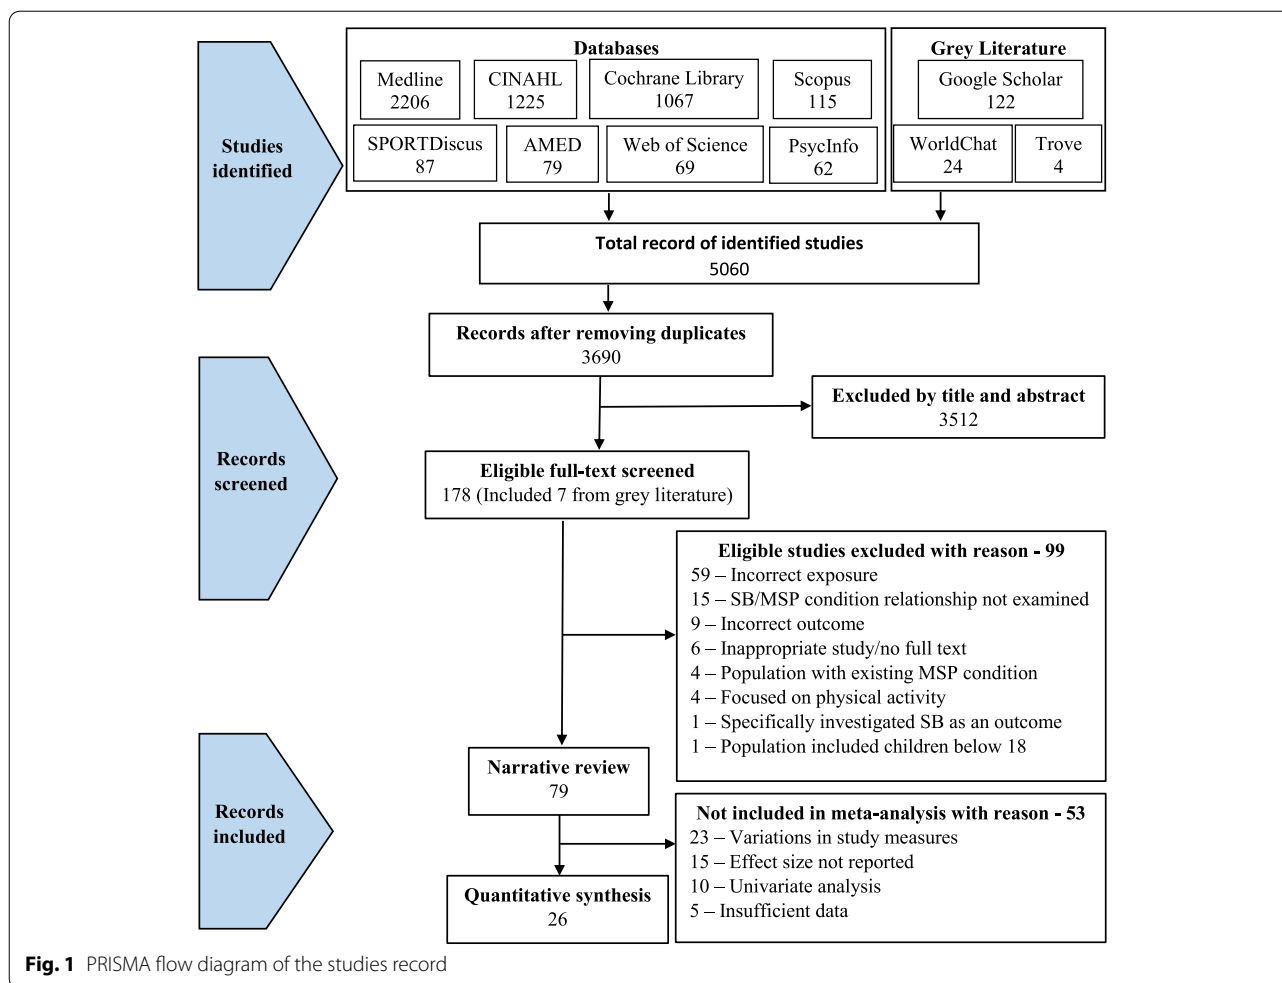 Studies
identified
Databases
Medline
2206
CINAHL
1225
Cochrane Library
1067
Scopus
115
SPORTDiscus
87
AMED
79
Web of Science
69
PsycInfo
62
Grey Literature
Google Scholar
122
WorldChat
24
Trove
4
Total record of identified studies
5060
Records after removing duplicates
3690
Records
screened
Excluded by title and abstract
3512
Eligible full-text screened
178 (Included 7 from grey literature)
Eligible studies excluded with reason - 99
59 – Incorrect exposure
15 – SB/MSP condition relationship not examined
9 – Incorrect outcome
6 – Inappropriate study/no full text
4 – Population with existing MSP condition
4 – Focused on physical activity
1 – Specifically investigated SB as an outcome
1 – Population included children below 18
Records
included
Narrative review
79
Not included in meta-analysis with reason - 53
23 – Variations in study measures
15 – Effect size not reported
10 – Univariate analysis
5 – Insufficient data
Quantitative synthesis
26
Fig. 1 PRISMA flow diagram of the studies record